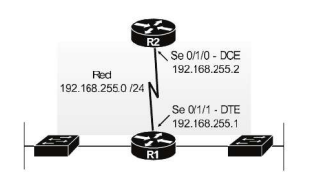 R2
Se 0/1/0 - DCE
192.168.255.2
Red
192.168.255.0 /24
Se 0/1/1 - DTE
192.168.255.1
R1